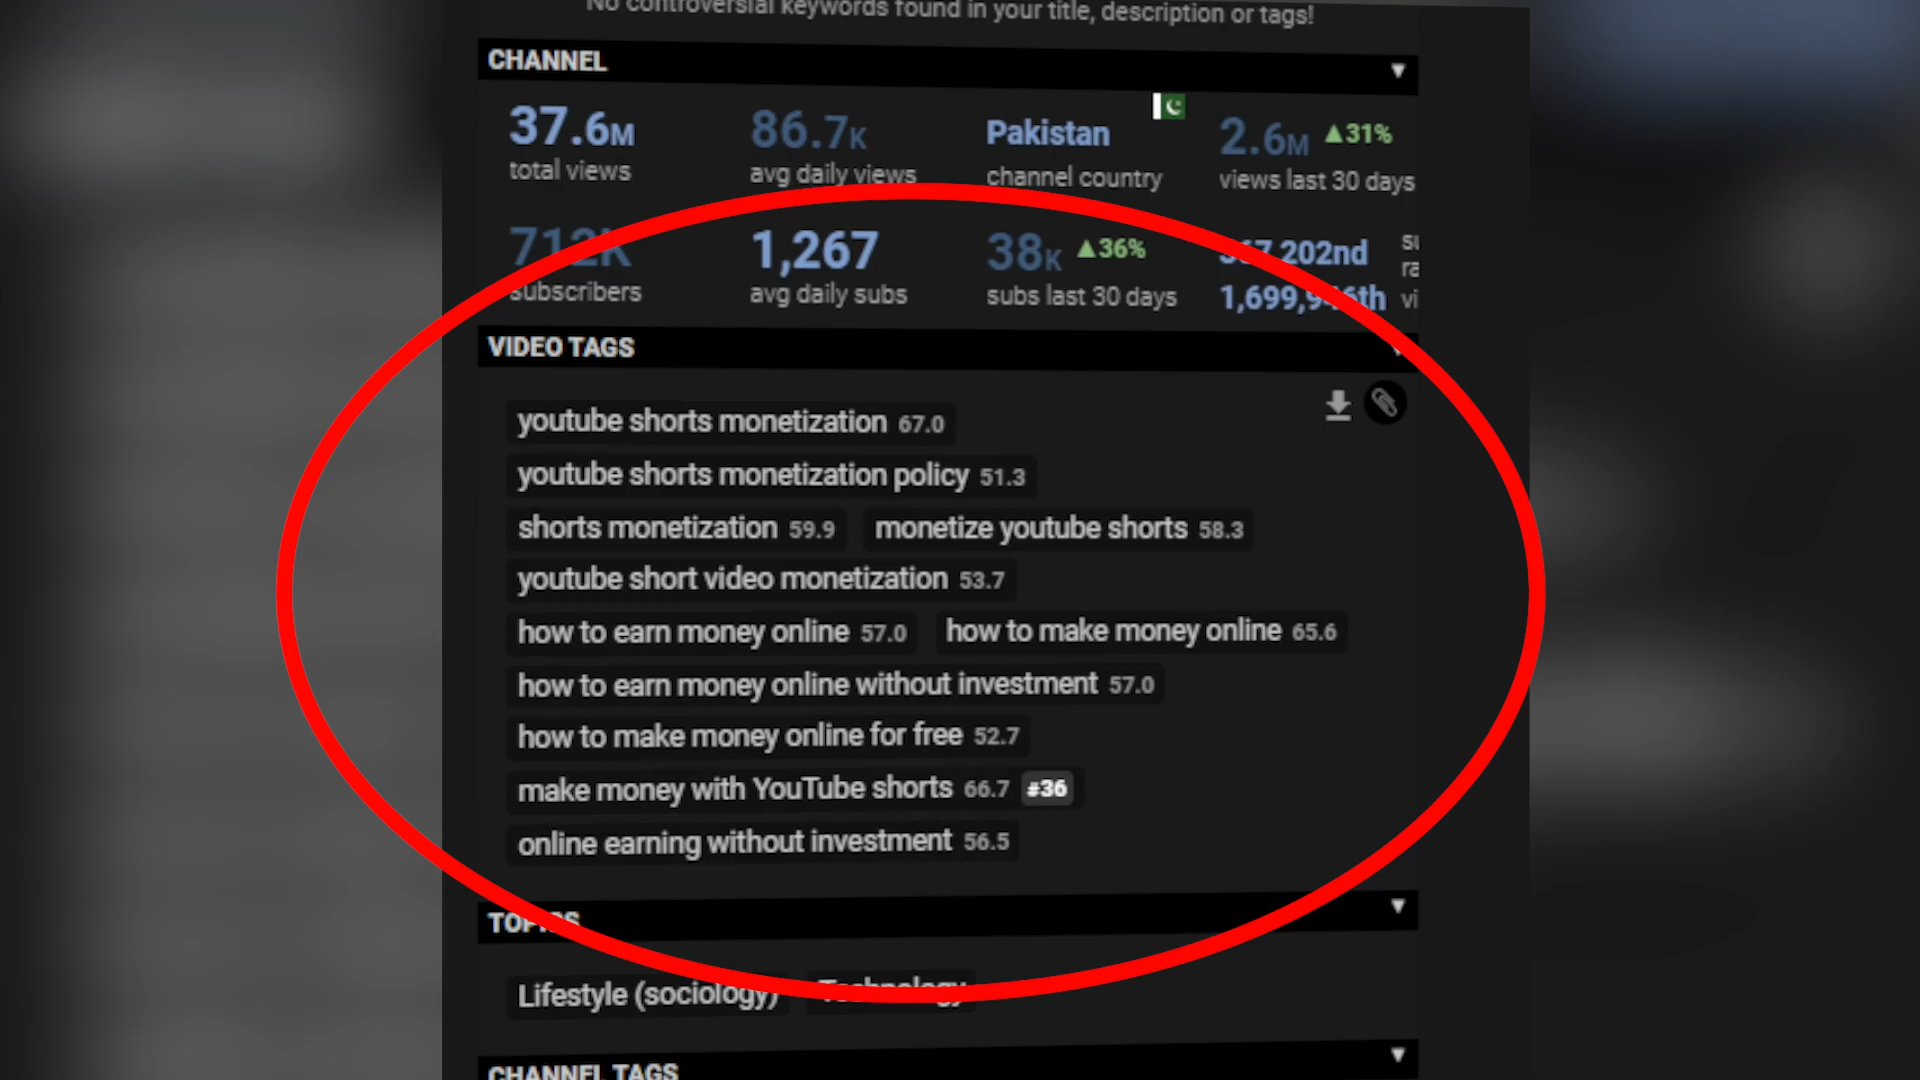 No controversial keywords found in your title, description or tags!
CHANNEL
37.6M 86.7K Pakistan 2.6M ▲31%
total views avg daily views channel country views last 30 days
712K 1,267 38K ▲36% 202nd
subscribers avg daily subs subs last 30 days
VIDEO TAGS
youtube shorts monetization 67.0
youtube shorts monetization policy 51.3
shorts monetization 59.9 monetize youtube shorts 58.3
youtube short video monetization 53.7
how to earn money online 57.0 how to make money online 65.6
how to earn money online without investment 57.0
how to make money online for free 52.7
make money with YouTube shorts 66.7 #36
online earning without investment 56.5
TOPICS
Lifestyle (sociology) Technology
CHANNEL TAGS